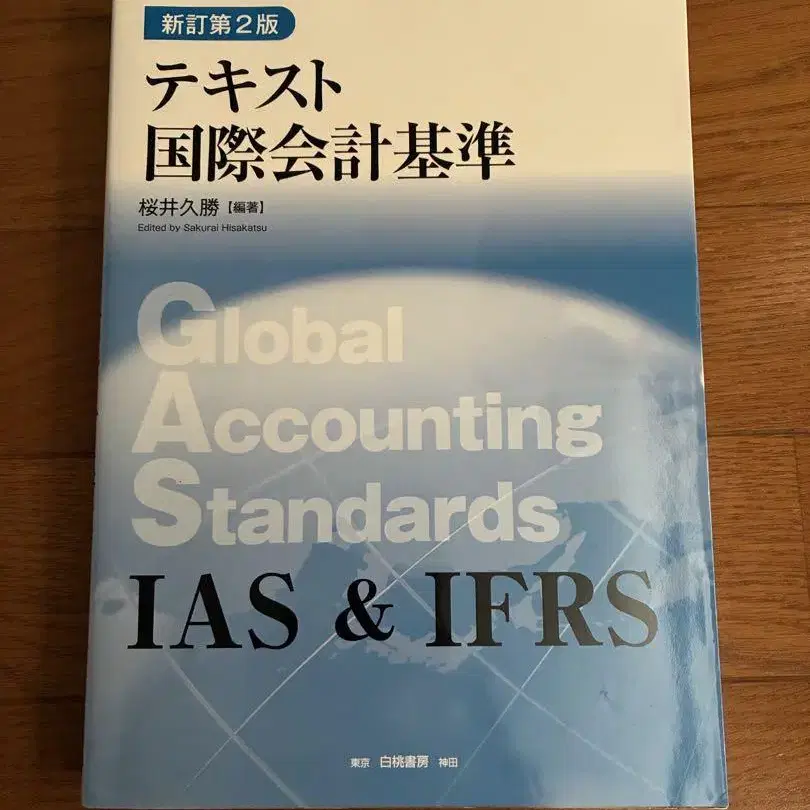 新訂第2版
テキスト
国際会計基準
桜井久勝【編著】
Edited by Sakurai Hisakatsu
Global
Accounting
Standards
IAS & IFRS
東京 白桃書房 神田